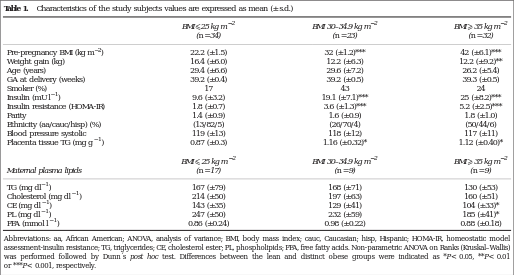 Table 1. Characteristics of the study subjects values are expressed as mean (±s.d.)
BMI ⩽25 kg m−2 BMI 30–34.9 kg m−2 BMI ⩾35 kg m−2
(n=34) (n=23) (n=32)
Pre-pregnancy BMI (kg m−2) 22.2 (±1.5) 32 (±1.2)*** 42 (±6.1)***
Weight gain (kg) 16.4 (±6.0) 12.2 (±6.3) 12.2 (±9.2)**
Age (years) 29.4 (±6.6) 29.6 (±7.2) 26.2 (±5.4)
GA at delivery (weeks) 39.2 (±0.4) 39.2 (±0.5) 39.3 (±0.5)
Smoker (%) 17 43 24
Insulin (mU l−1) 9.6 (±3.2) 19.1 (±7.1)*** 25 (±8.2)***
Insulin resistance (HOMA-IR) 1.8 (±0.7) 3.6 (±1.3)*** 5.2 (±2.5)***
Parity 1.4 (±0.9) 1.6 (±0.9) 1.8 (±1.0)
Ethnicity (aa/cauc/hisp) (%) (13/82/5) (26/70/4) (50/44/6)
Blood pressure systolic 119 (±13) 118 (±12) 117 (±11)
Placenta tissue TG (mg g−1) 0.87 (±0.3) 1.16 (±0.32)* 1.12 (±0.40)*
BMI ⩽25 kg m−2 BMI 30–34.9 kg m−2 BMI ⩾35 kg m−2
Maternal plasma lipids (n=17) (n=9) (n=9)
TG (mg dl−1) 167 (±79) 168 (±71) 130 (±53)
Cholesterol (mg dl−1) 214 (±50) 197 (±63) 160 (±51)
CE (mg dl−1) 143 (±35) 129 (±41) 104 (±33)*
PL (mg dl−1) 247 (±50) 232 (±59) 185 (±41)*
FFA (mmol l−1) 0.86 (±0.24) 0.98 (±0.22) 0.88 (±0.18)
Abbreviations: aa, African American; ANOVA, analysis of variance; BMI, body mass index; cauc, Caucasian; hisp, Hispanic; HOMA-IR, homeostatic model
assessment-insulin resistance; TG, triglycerides; CE, cholesterol ester; PL, phospholipids; FFA, free fatty acids. Non-parametric ANOVA on Ranks (Kruskal–Wallis)
was performed followed by Dunn's post hoc test. Differences between the lean and distinct obese groups were indicated as *P< 0.05, **P< 0.01
or ***P< 0.001, respectively.